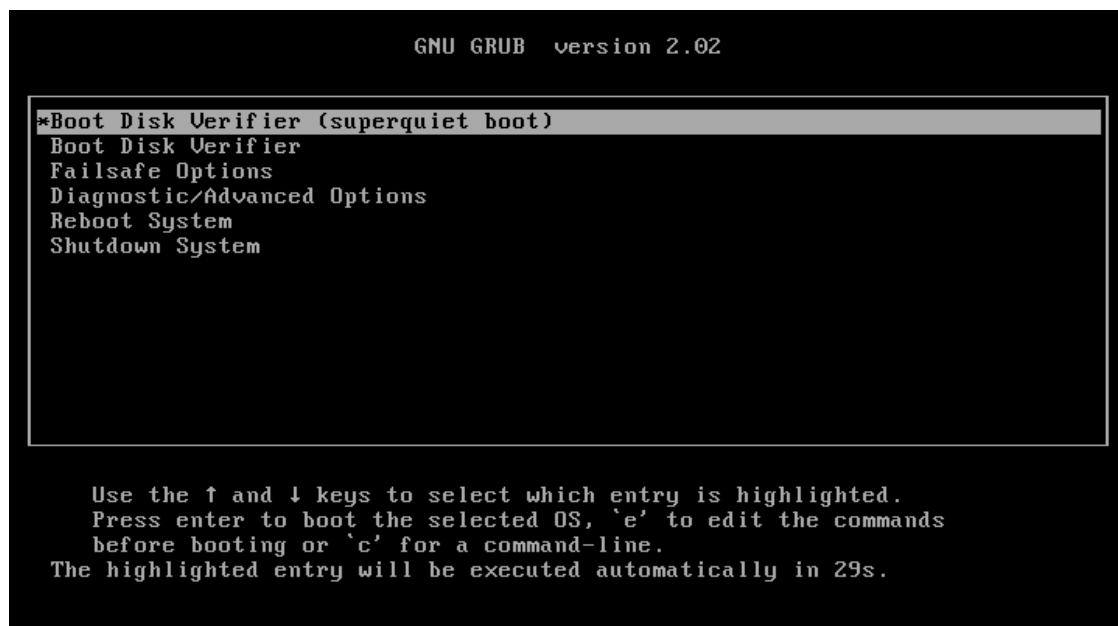 GNU GRUB  version 2.02
*Boot Disk Verifier (superquiet boot)
Boot Disk Verifier
Failsafe Options
Diagnostic/Advanced Options
Reboot System
Shutdown System
Use the ↑ and ↓ keys to select which entry is highlighted.
Press enter to boot the selected OS, `e' to edit the commands
before booting or `c' for a command-line.
The highlighted entry will be executed automatically in 29s.